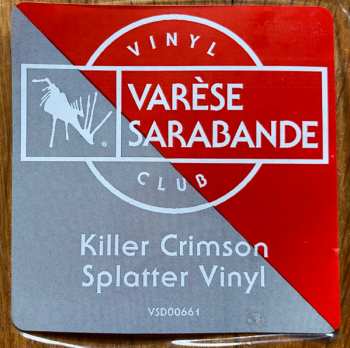 VINYL
VARÈSE
SARABANDE
®
CLUB
Killer Crimson
Splatter Vinyl
VSD00661